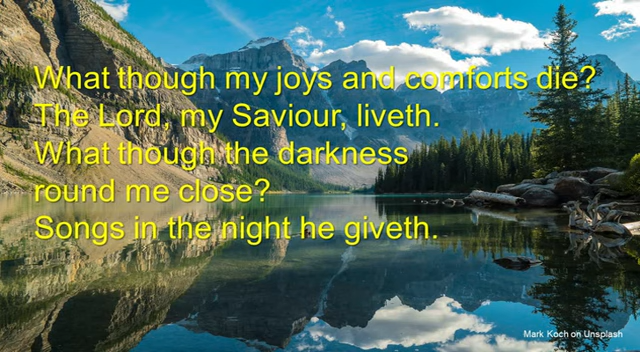 What though my joys and comforts die?
The Lord, my Saviour, liveth.
What though the darkness
round me close?
Songs in the night he giveth.
Mark Koch on Unsplash